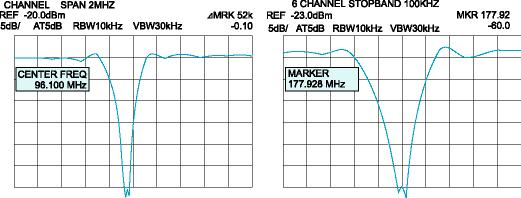 CHANNEL SPAN 2MHZ
REF -20.0dBm ⊿MRK 52k
5dB/ AT5dB RBW10kHz VBW30kHz -0.10
CENTER FREQ
96.100 MHz
6 CHANNEL STOPBAND 100KHZ
REF -23.0dBm MKR 177.92
5dB/ AT5dB RBW10kHz VBW30kHz -60.0
MARKER
177.928 MHz